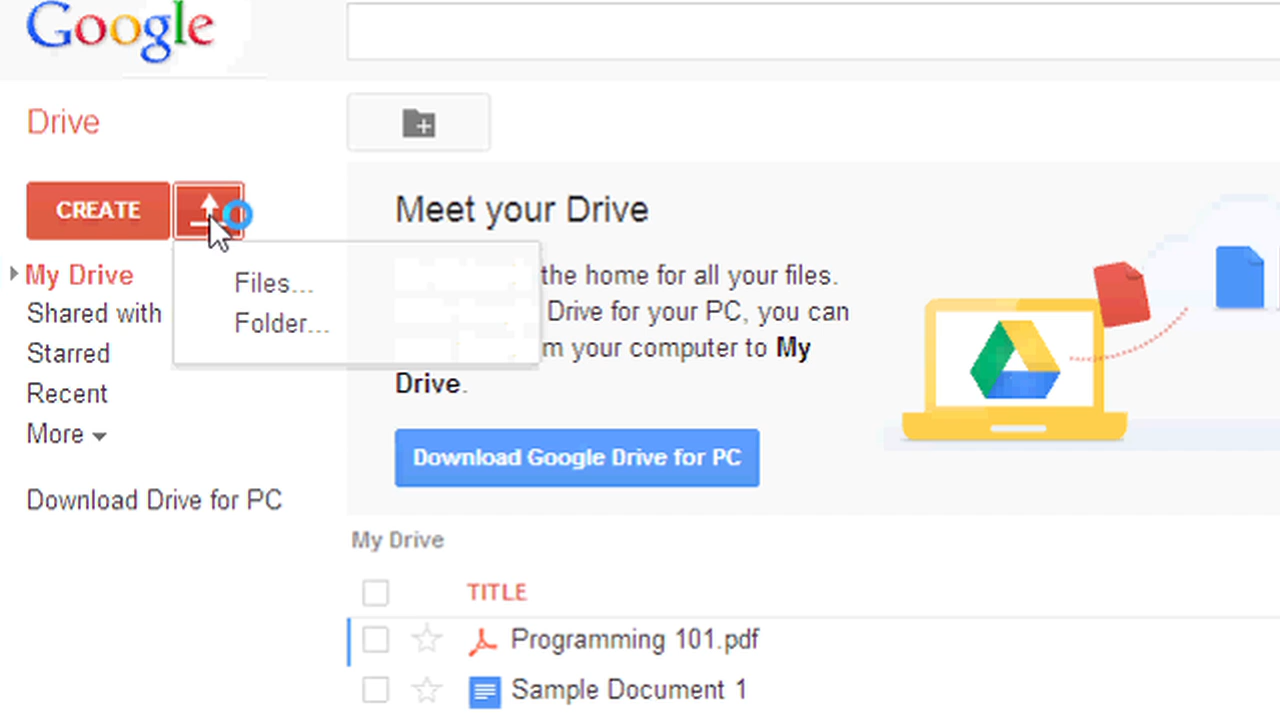 Google
Drive
CREATE
Files...
Folder...
My Drive
Shared with
Starred
Recent
More
Download Drive for PC
Meet your Drive
the home for all your files.
Drive for your PC, you can
m your computer to My
Drive.
Download Google Drive for PC
My Drive
TITLE
Programming 101.pdf
Sample Document 1